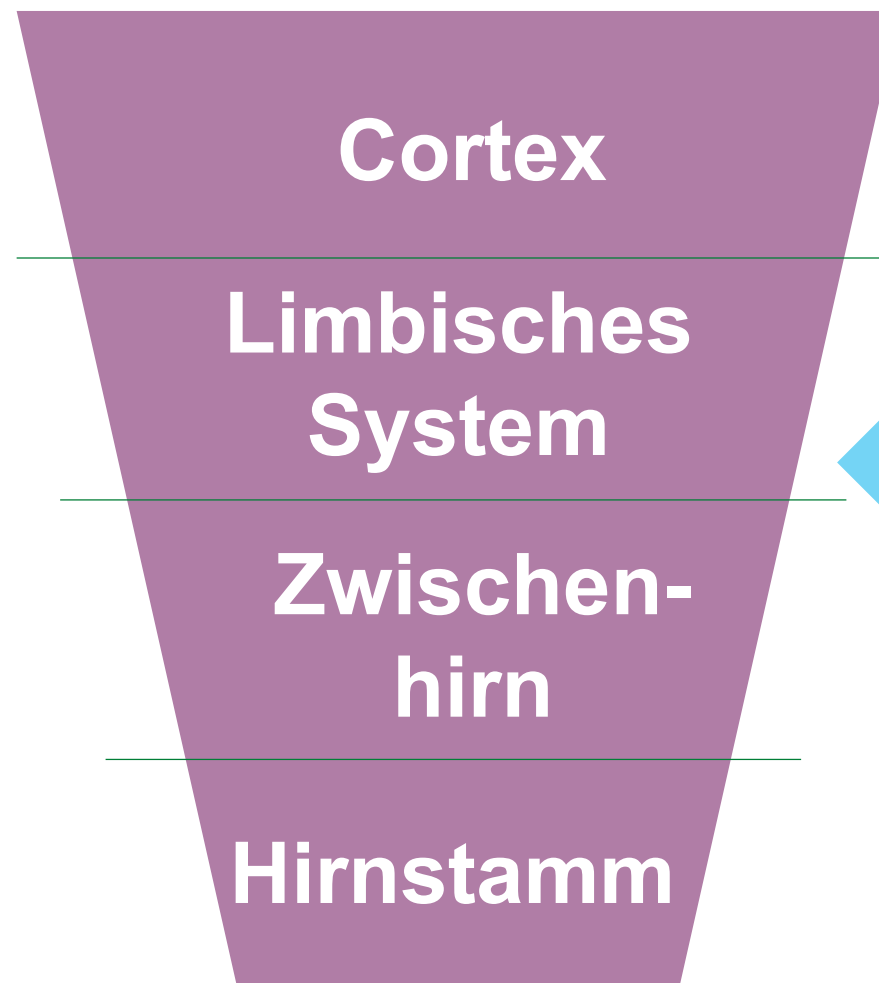 Cortex
Limbisches
System
Zwischen-
hirn
Hirnstamm